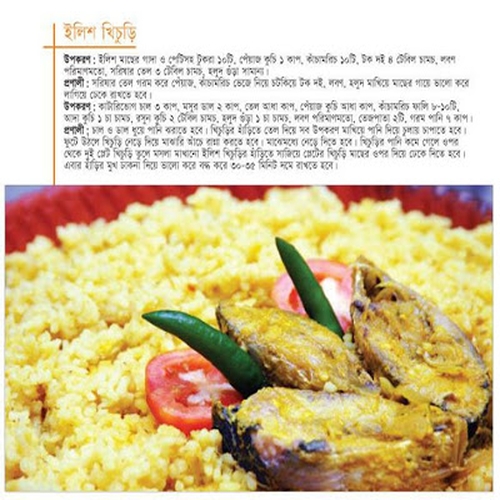 ইলিশ খিচুড়ি
উপকরণ : ইলিশ মাছের গাদা ও পেটিসহ টুকরা ১০টি, পেঁয়াজ কুচি ১ কাপ, কাঁচামরিচ ১০টি, টক দই ৪ টেবিল চামচ, লবণ
পরিমাণমতো, সরিষার তেল ৩ টেবিল চামচ, হলুদ গুঁড়া সামান্য।
প্রণালী : সরিষার তেল গরম করে পেঁয়াজ, কাঁচামরিচ ভেজে নিয়ে চটকিয়ে টক দই, লবণ, হলুদ মাখিয়ে মাছের গায়ে ভালো করে
লাগিয়ে ঢেকে রাখতে হবে।
উপকরণ : কাটারিভোগ চাল ৩ কাপ, মসুর ডাল ২ কাপ, তেল আধা কাপ, পেঁয়াজ কুচি আধা কাপ, কাঁচামরিচ ফালি ৮-১০টি,
আদা কুচি ১ চা চামচ, রসুন কুচি ২ টেবিল চামচ, হলুদ গুঁড়া ১ চা চামচ, লবণ পরিমাণমতো, তেজপাতা ২টি, গরম পানি ৭ কাপ।
প্রণালী : চাল ও ডাল ধুয়ে পানি ঝরাতে হবে। খিচুড়ির হাঁড়িতে তেল দিয়ে সব উপকরণ মাখিয়ে পানি দিয়ে চুলায় চাপাতে হবে।
ফুটে উঠলে খিচুড়ি নেড়ে দিয়ে মাঝারি আঁচে রান্না করতে হবে। মাঝেমধ্যে নেড়ে দিতে হবে। খিচুড়ির পানি কমে গেলে ওপর
থেকে দুই প্লেট খিচুড়ি তুলে মসলা মাখানো ইলিশ খিচুড়ির হাঁড়িতে সাজিয়ে প্লেটের খিচুড়ি মাছের ওপর দিয়ে ঢেকে দিতে হবে।
এবার হাঁড়ির মুখ ঢাকনা দিয়ে ভালো করে বন্ধ করে ৩০-৩৫ মিনিট দমে রাখতে হবে।